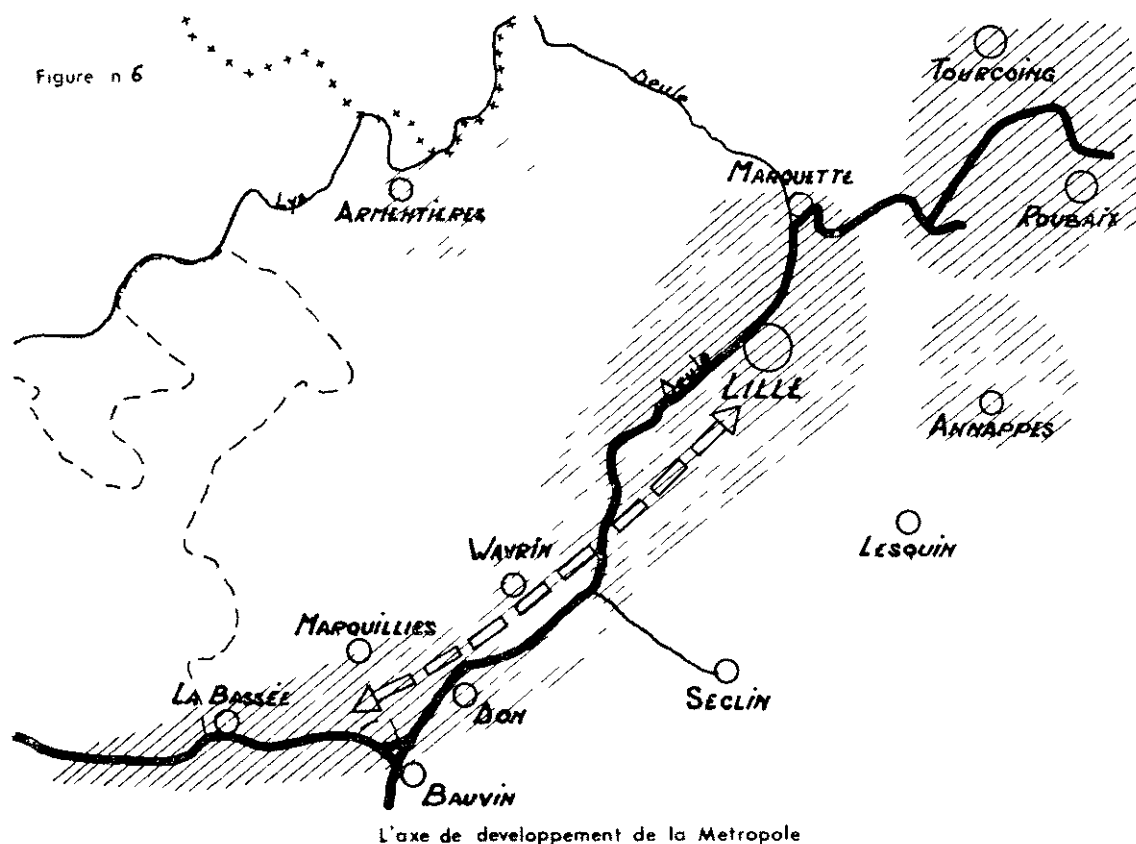 Figure n 6
Deule
TOURCOING
MARQUETTE
Lys
ARMENTIERES
ROUBAIX
Deule
LILLE
ANNAPPES
WAVRIN
LESQUIN
MARQUILLIES
LA BASSÉE
DON
SECLIN
BAUVIN
L'axe de developpement de la Metropole